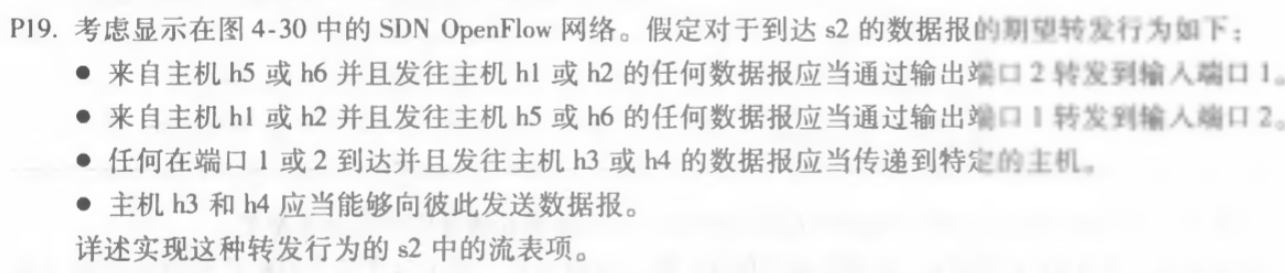 P19. 考虑显示在图 4-30 中的 SDN OpenFlow 网络。假定对于到达 s2 的数据报的期望转发行为如下：
● 来自主机 h5 或 h6 并且发往主机 h1 或 h2 的任何数据报应当通过输出端口 2 转发到输入端口 1。
● 来自主机 h1 或 h2 并且发往主机 h5 或 h6 的任何数据报应当通过输出端口 1 转发到输入端口 2。
● 任何在端口 1 或 2 到达并且发往主机 h3 或 h4 的数据报应当传递到特定的主机。
● 主机 h3 和 h4 应当能够向彼此发送数据报。
详述实现这种转发行为的 s2 中的流表项。